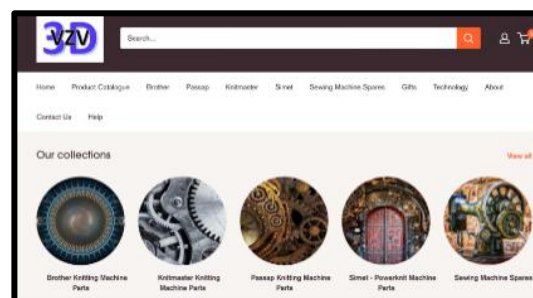 3D
VZV
Search...
Home Product Catalogue Brother Passap Knitmaster Simet Sewing Machine Spares Gifts Technology About
Contact Us Help
Our collections View all
Brother Knitting Machine Parts
Knitmaster Knitting Machine Parts
Passap Knitting Machine Parts
Simet - Powerknit Machine Parts
Sewing Machine Spares